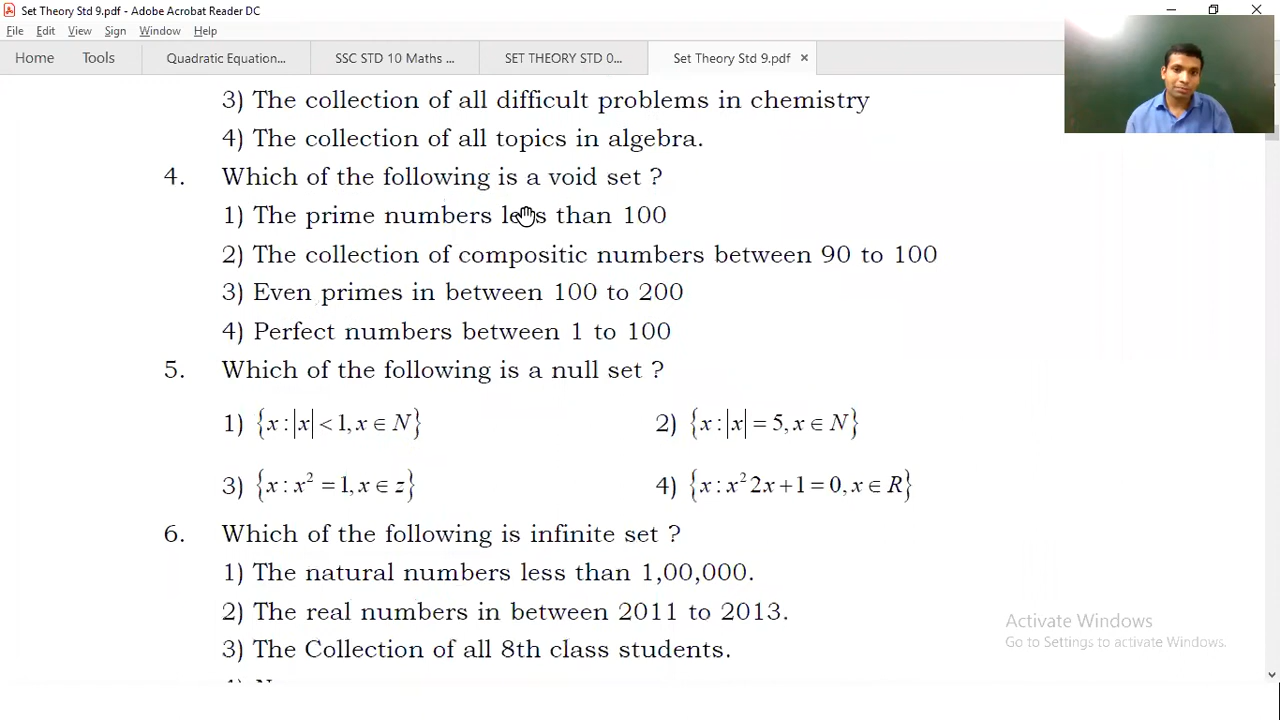 Set Theory Std 9.pdf - Adobe Acrobat Reader DC
File Edit View Sign Window Help
Home Tools Quadratic Equation... SSC STD 10 Maths ... SET THEORY STD 0... Set Theory Std 9.pdf ×
3) The collection of all difficult problems in chemistry
4) The collection of all topics in algebra.
4. Which of the following is a void set ?
1) The prime numbers less than 100
2) The collection of compositic numbers between 90 to 100
3) Even primes in between 100 to 200
4) Perfect numbers between 1 to 100
5. Which of the following is a null set ?
1) {x : |x| < 1, x ∈ N} 2) {x : |x| = 5, x ∈ N}
3) {x : x² = 1, x ∈ z} 4) {x : x² 2x + 1 = 0, x ∈ R}
6. Which of the following is infinite set ?
1) The natural numbers less than 1,00,000.
2) The real numbers in between 2011 to 2013.
3) The Collection of all 8th class students.
Activate Windows
Go to Settings to activate Windows.